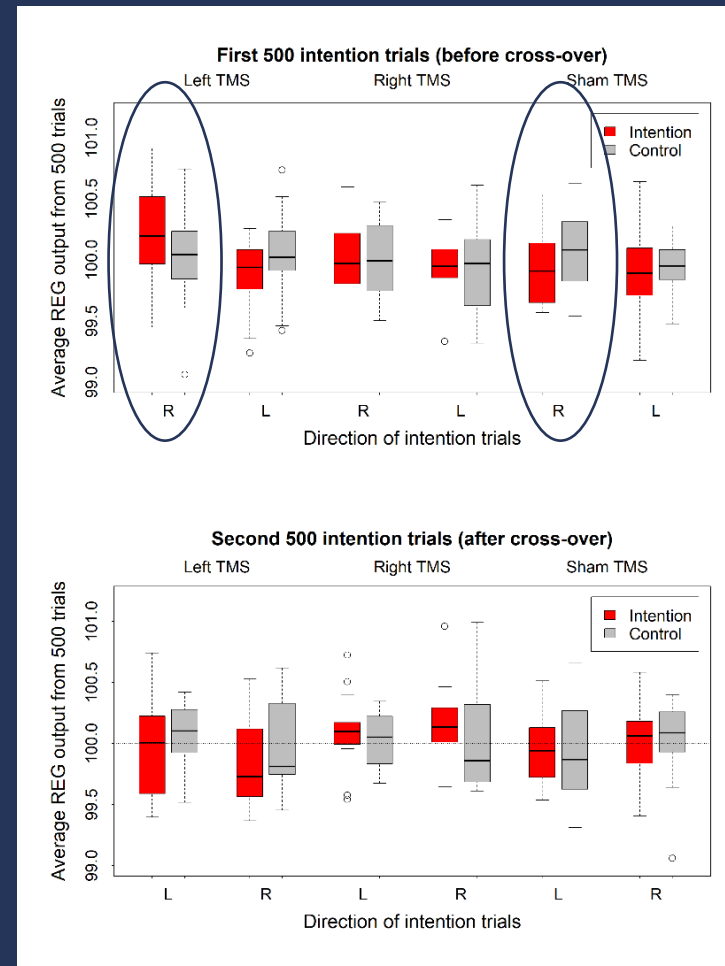 First 500 intention trials (before cross-over)
Left TMS Right TMS Sham TMS
Average REG output from 500 trials
101.0
100.5
100.0
99.5
99.0
Intention
Control
R L R L R L
Direction of intention trials
Second 500 intention trials (after cross-over)
Left TMS Right TMS Sham TMS
Average REG output from 500 trials
101.0
100.5
100.0
99.5
99.0
Intention
Control
L R L R L R
Direction of intention trials